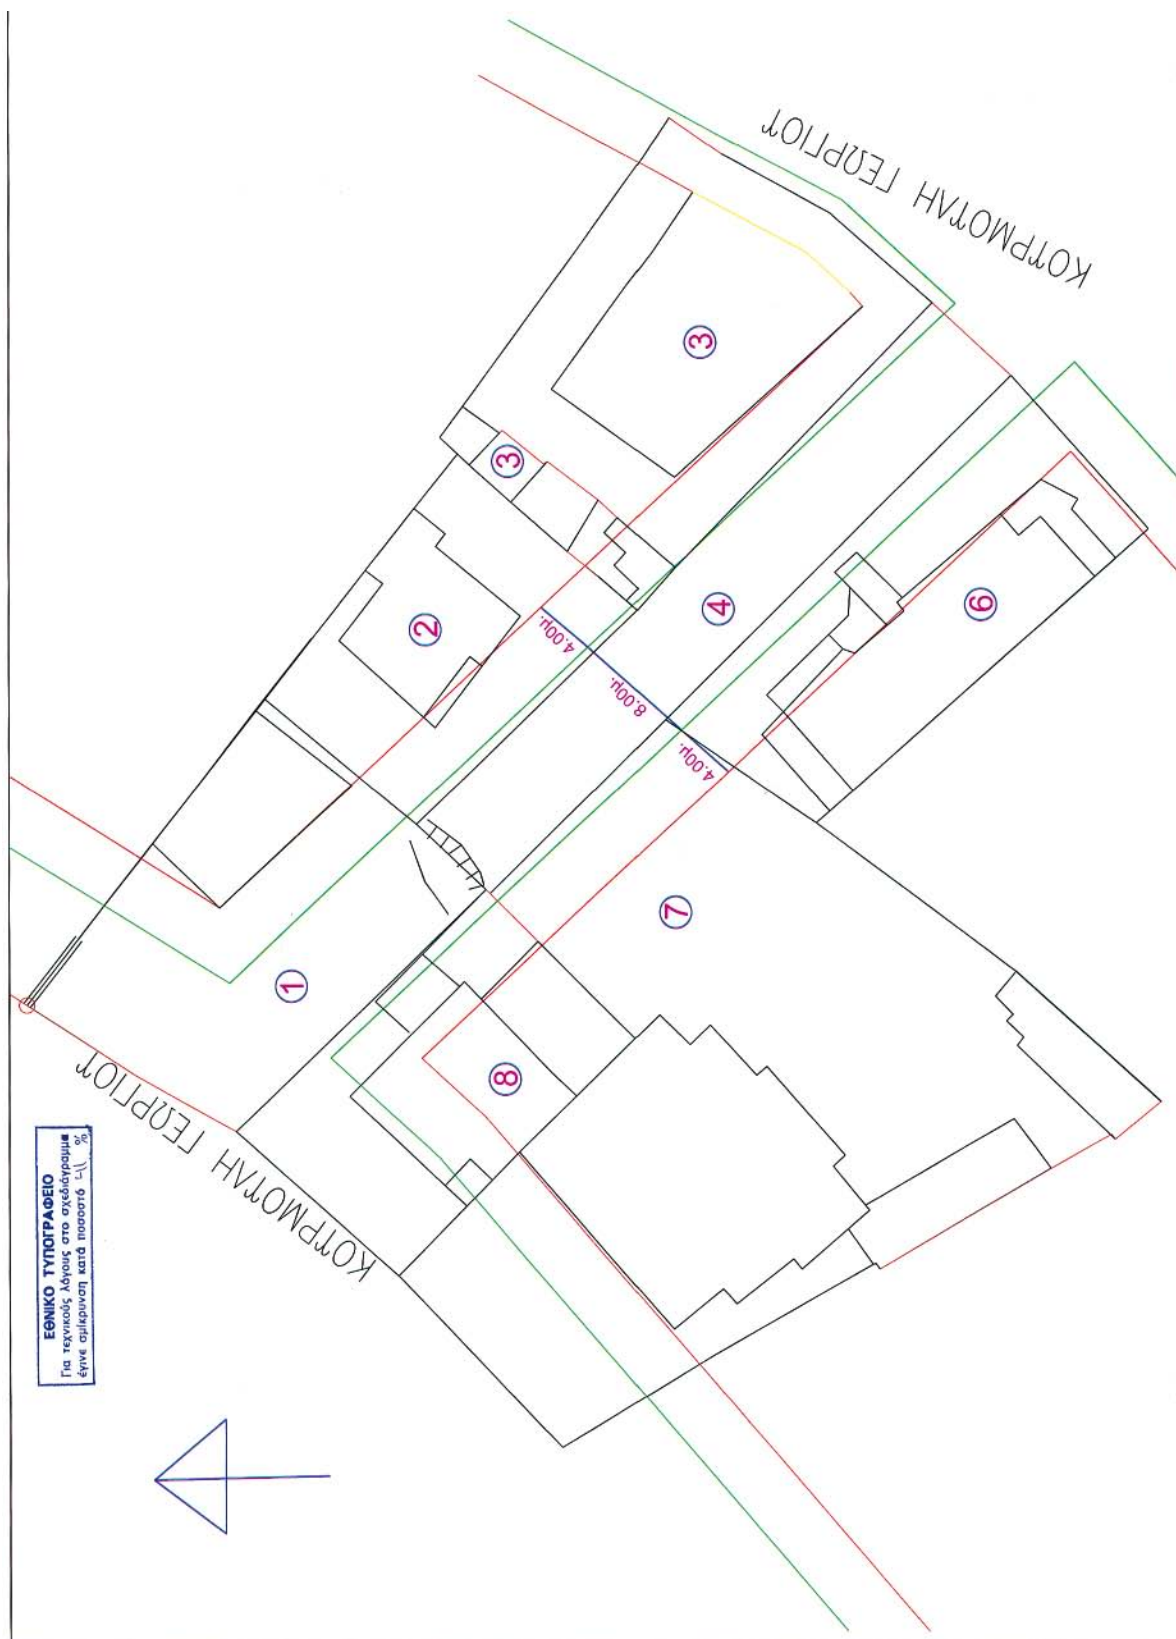 ΕΘΝΙΚΟ ΤΥΠΟΓΡΑΦΕΙΟ
Για τεχνικούς λόγους στο σχεδιάγραμμα
έγινε σμίκρυνση κατά ποσοστό %
ΚΟΥΡΜΟΥΛΗ ΓΕΩΡΓΙΟΥ
ΚΟΥΡΜΟΥΛΗ ΓΕΩΡΓΙΟΥ
1
2
3
3
4
4.00μ.
8.00μ.
4.00μ.
6
7
8